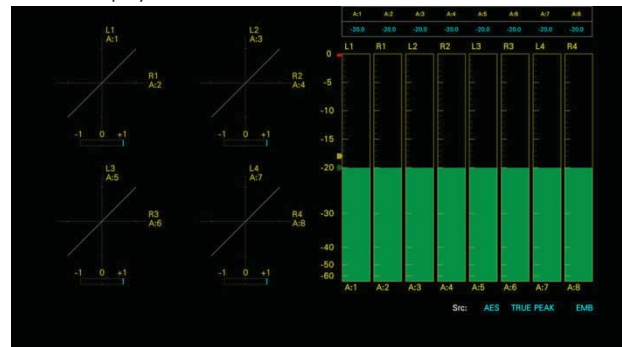 A:1 A:2 A:3 A:4 A:5 A:6 A:7 A:8
-20.0 -20.0 -20.0 -20.0 -20.0 -20.0 -20.0 -20.0
L1 R1 L2 R2 L3 R3 L4 R4
0
-5
-10
-15
-20
-30
-40
-50
-60
A:1 A:2 A:3 A:4 A:5 A:6 A:7 A:8
Src: AES TRUE PEAK EMB
L1
A:1
R1
A:2
-1 0 +1
L2
A:3
R2
A:4
-1 0 +1
L3
A:5
R3
A:6
-1 0 +1
L4
A:7
R4
A:8
-1 0 +1